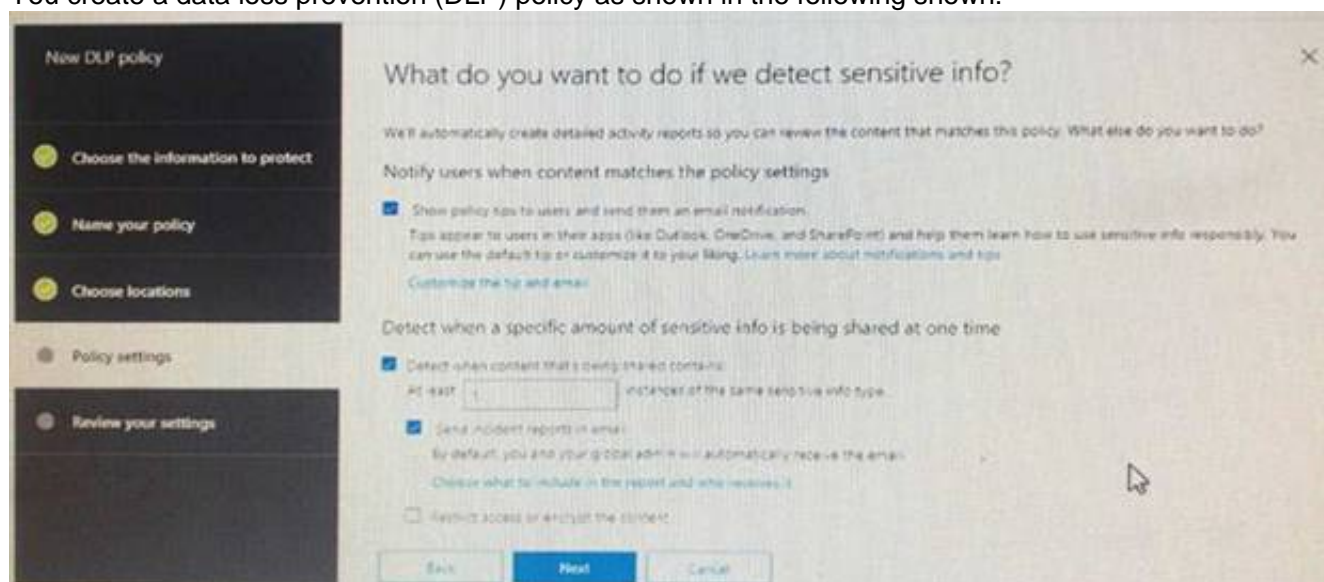 You create a data loss prevention (DLP) policy as shown in the following shown.
New DLP policy
Choose the information to protect
Name your policy
Choose locations
Policy settings
Review your settings
What do you want to do if we detect sensitive info?
We'll automatically create detailed activity reports so you can review the content that matches this policy. What else do you want to do?
Notify users when content matches the policy settings
Show policy tips to users and send them an email notification.
Tips appear to users in their apps (like Outlook, OneDrive, and SharePoint) and help them learn how to use sensitive info responsibly. You
can use the default tip or customize it to your liking. Learn more about notifications and tips
Customize the tip and email
Detect when a specific amount of sensitive info is being shared at one time
Detect when content that's being shared contains:
At least 1 instances of the same sensitive info type.
Send incident reports in email
By default, you and your global admin will automatically receive the email.
Choose what to include in the report and who receives it
Restrict access or encrypt the content
Back
Next
Cancel